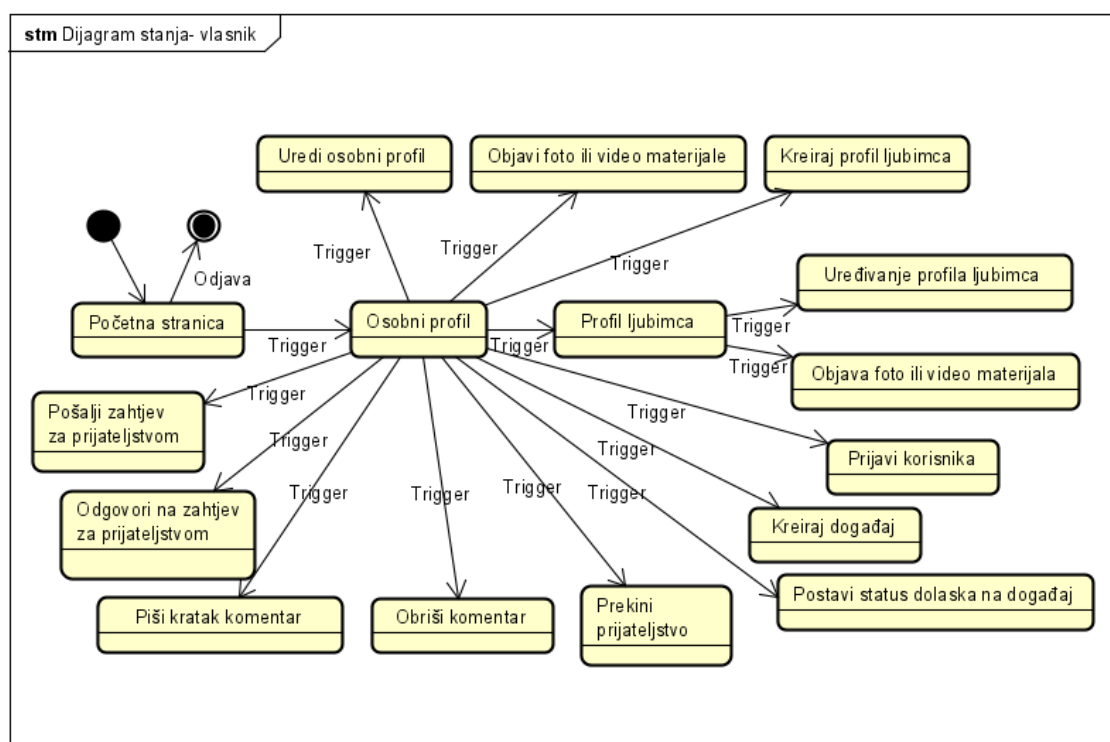 stm Dijagram stanja- vlasnik
Uredi osobni profil
Objavi foto ili video materijale
Kreiraj profil ljubimca
Trigger
Trigger
Trigger
Odjava
Početna stranica
Trigger
Osobni profil
Trigger
Profil ljubimca
Uređivanje profila ljubimca
Trigger
Trigger
Objava foto ili video materijala
Trigger
Pošalji zahtjev
za prijateljstvom
Trigger
Trigger
Prijavi korisnika
Odgovori na zahtjev
za prijateljstvom
Trigger
Trigger
Trigger
Trigger
Trigger
Kreiraj događaj
Piši kratak komentar
Obriši komentar
Prekini
prijateljstvo
Postavi status dolaska na događaj